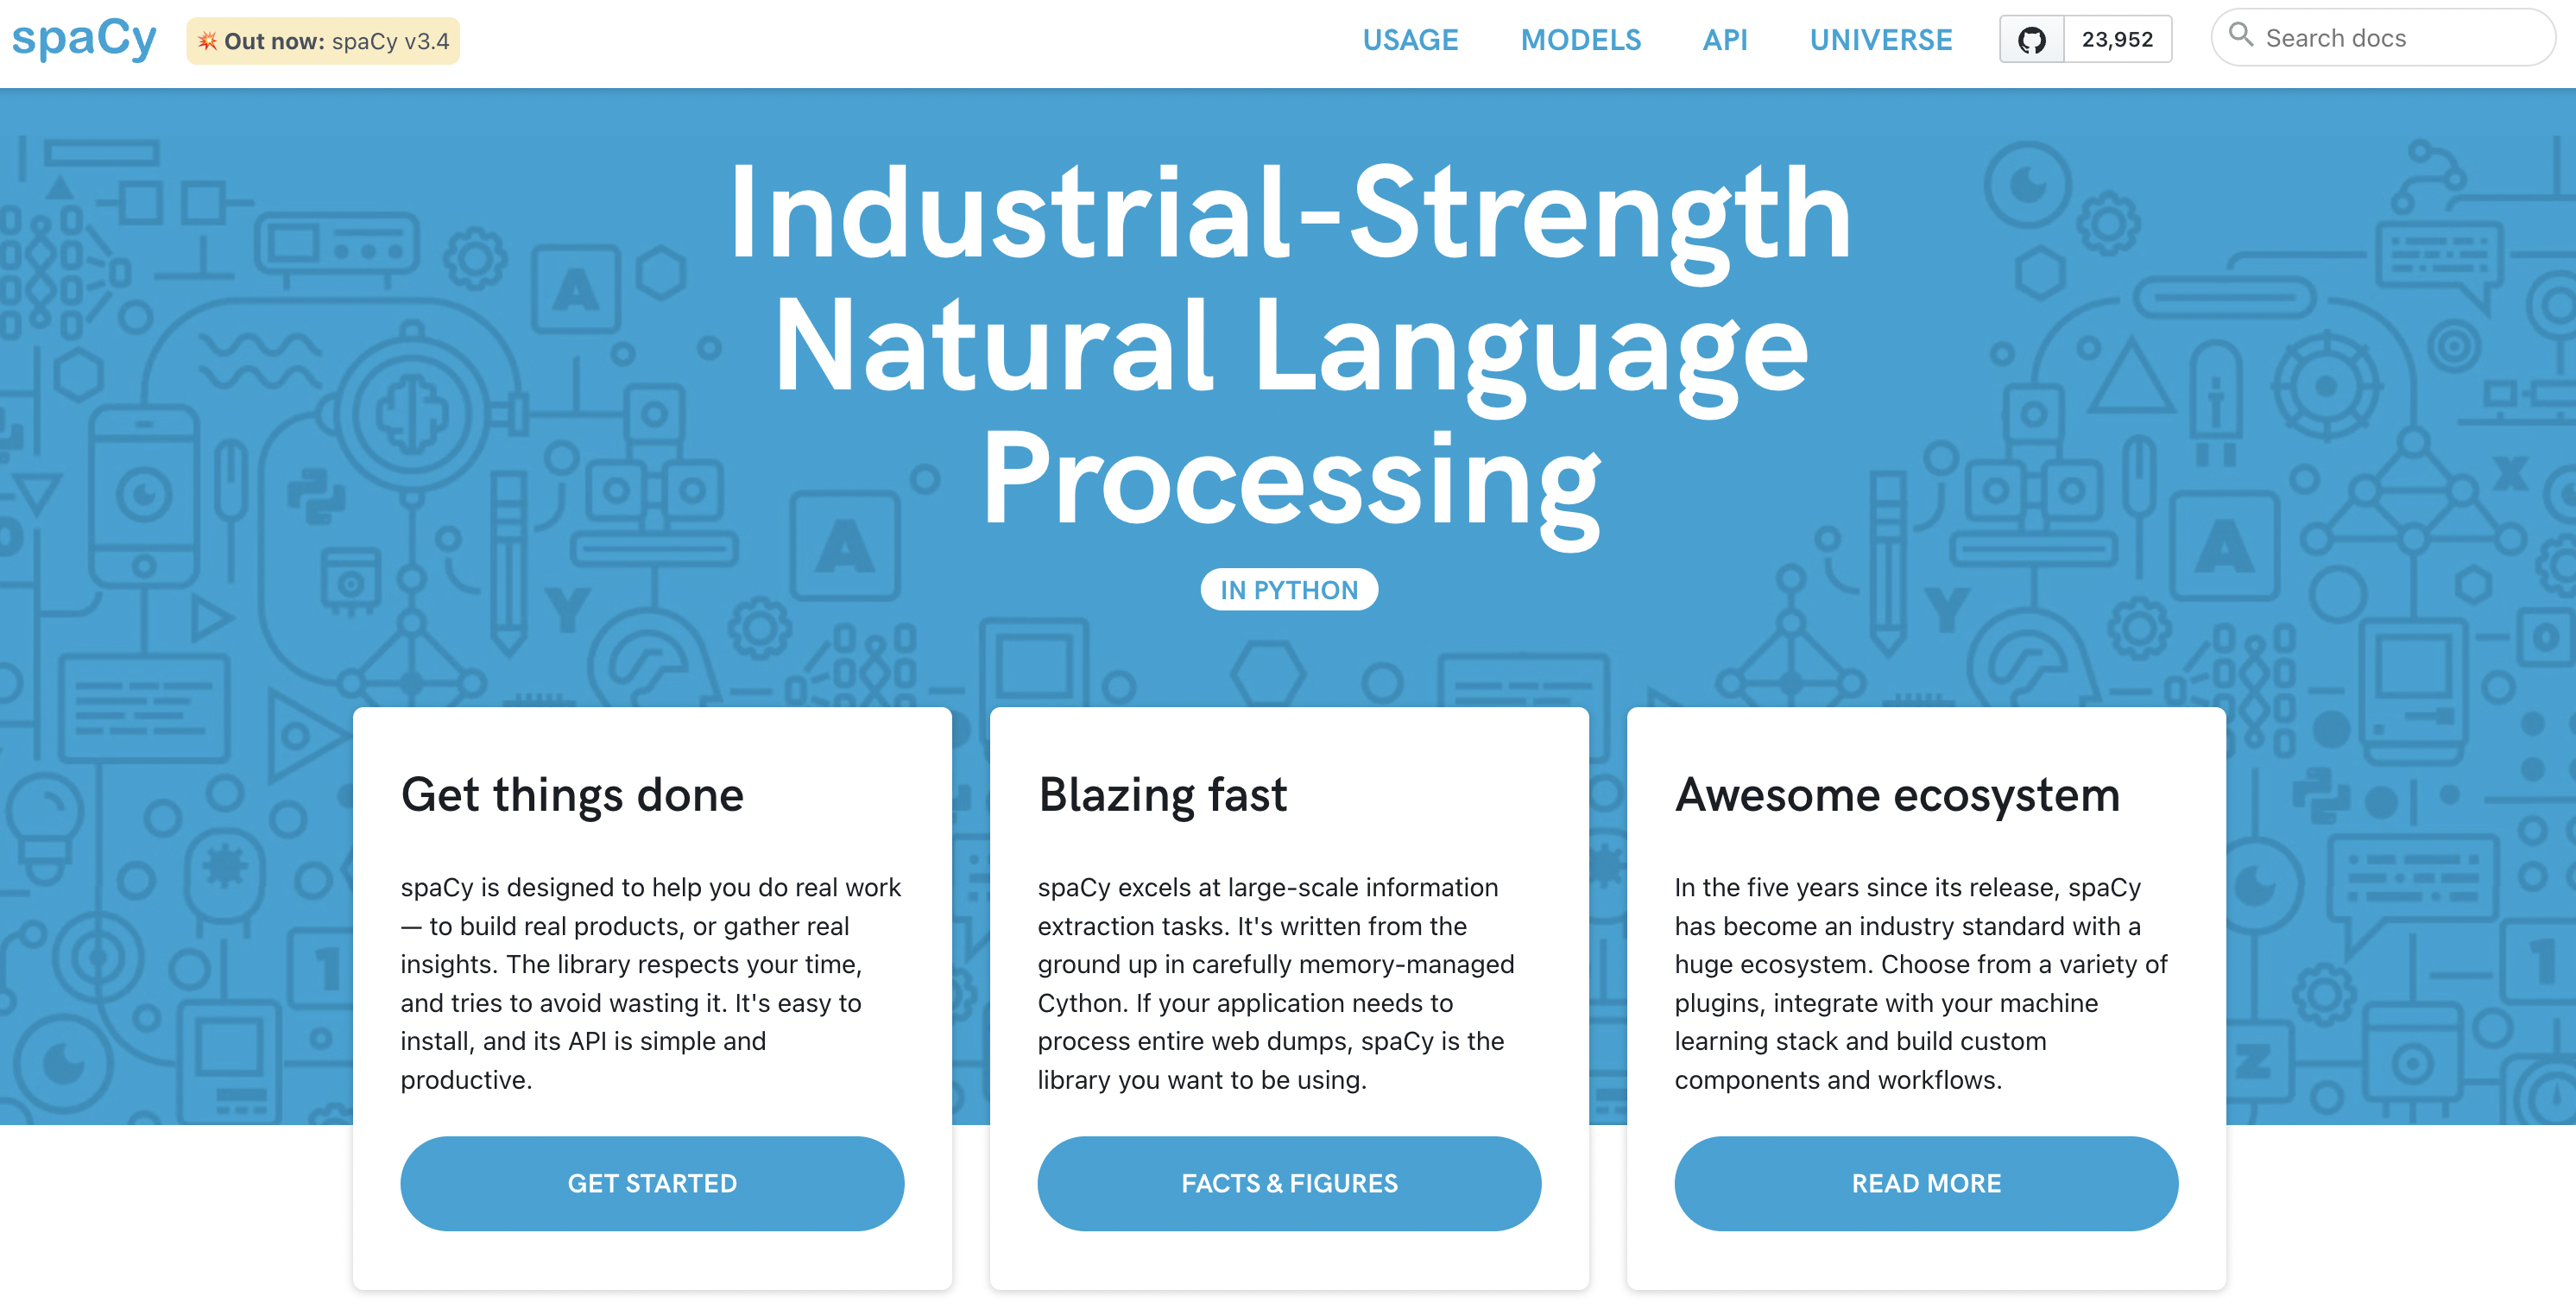 spaCy
💥 Out now: spaCy v3.4
USAGE
MODELS
API
UNIVERSE
23,952
Search docs
Industrial-Strength
Natural Language
Processing
IN PYTHON
Get things done
spaCy is designed to help you do real work
— to build real products, or gather real
insights. The library respects your time,
and tries to avoid wasting it. It's easy to
install, and its API is simple and
productive.
GET STARTED
Blazing fast
spaCy excels at large-scale information
extraction tasks. It's written from the
ground up in carefully memory-managed
Cython. If your application needs to
process entire web dumps, spaCy is the
library you want to be using.
FACTS & FIGURES
Awesome ecosystem
In the five years since its release, spaCy
has become an industry standard with a
huge ecosystem. Choose from a variety of
plugins, integrate with your machine
learning stack and build custom
components and workflows.
READ MORE
A
A
Y
1
Y
A
X
0
1
Z